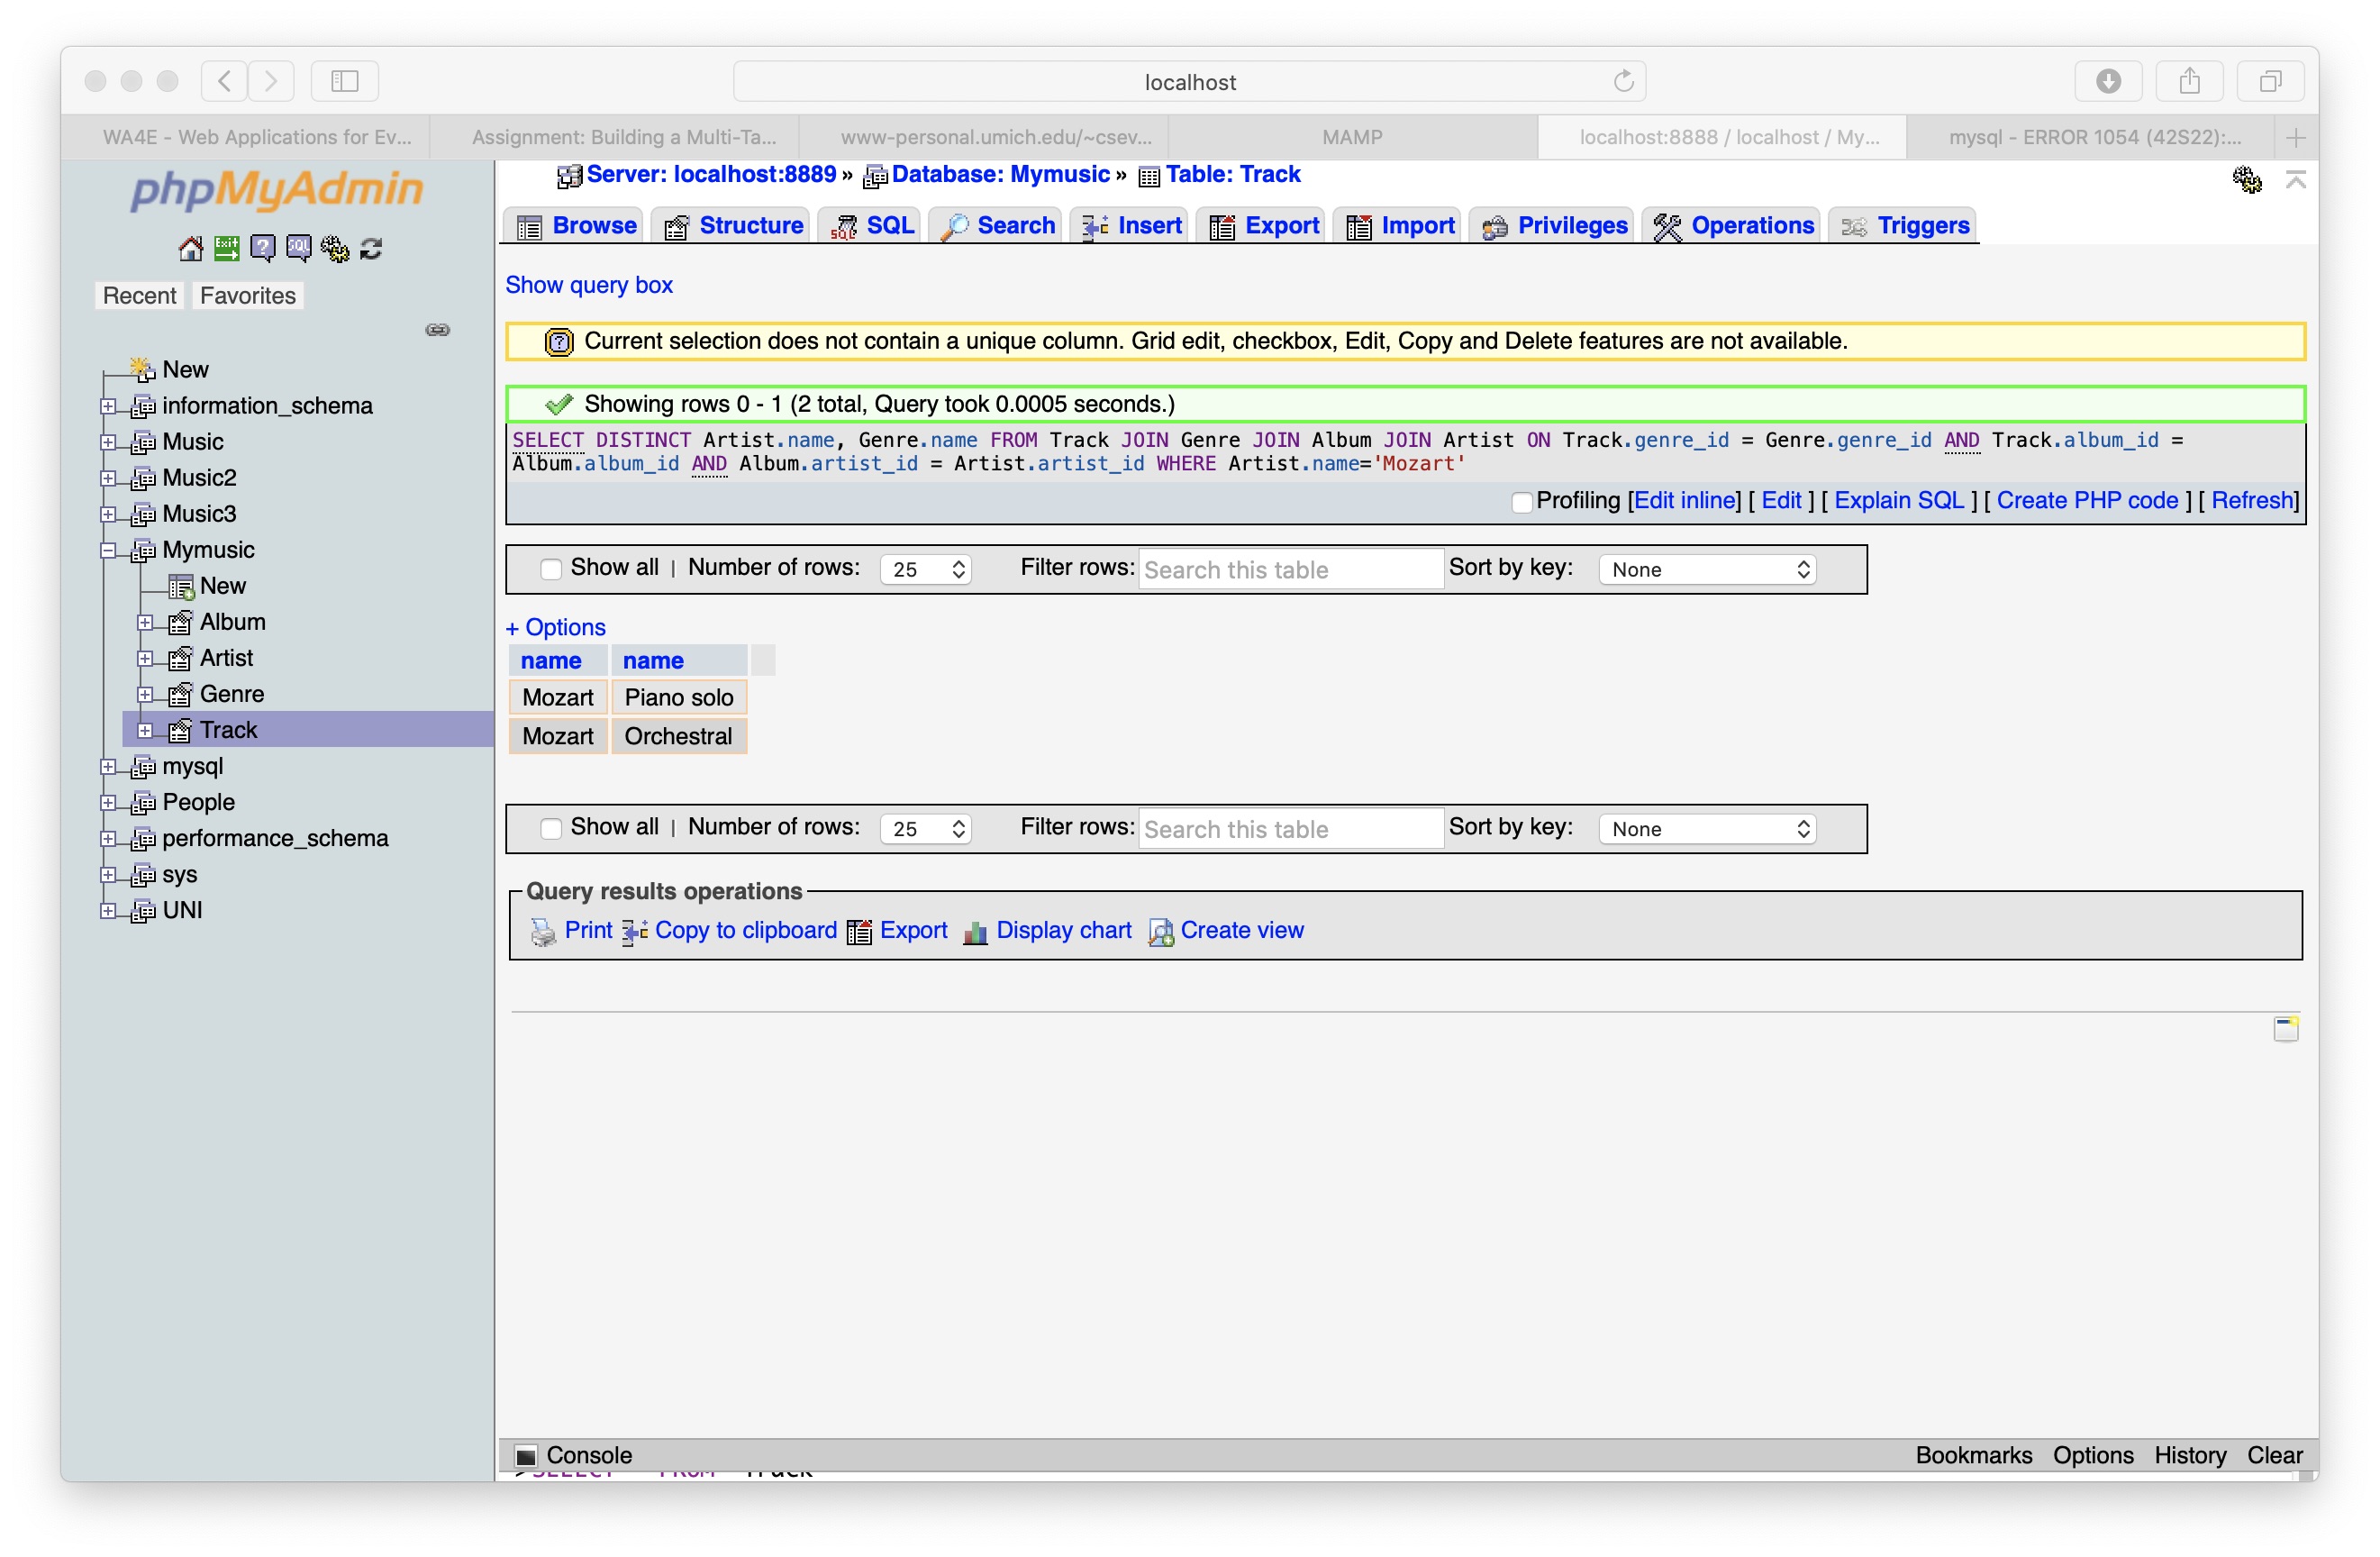 localhost
WA4E - Web Applications for Ev...
Assignment: Building a Multi-Ta...
www-personal.umich.edu/~csev...
MAMP
localhost:8888 / localhost / My...
mysql - ERROR 1054 (42S22):...
phpMyAdmin
Recent Favorites
New
information_schema
Music
Music2
Music3
Mymusic
New
Album
Artist
Genre
Track
mysql
People
performance_schema
sys
UNI
Server: localhost:8889 » Database: Mymusic » Table: Track
Browse Structure SQL Search Insert Export Import Privileges Operations Triggers
Show query box
Current selection does not contain a unique column. Grid edit, checkbox, Edit, Copy and Delete features are not available.
Showing rows 0 - 1 (2 total, Query took 0.0005 seconds.)
SELECT DISTINCT Artist.name, Genre.name FROM Track JOIN Genre JOIN Album JOIN Artist ON Track.genre_id = Genre.genre_id AND Track.album_id =
Album.album_id AND Album.artist_id = Artist.artist_id WHERE Artist.name='Mozart'
Profiling [Edit inline] [ Edit ] [ Explain SQL ] [ Create PHP code ] [ Refresh]
Show all | Number of rows: 25 Filter rows: Search this table Sort by key: None
+ Options
name name
Mozart Piano solo
Mozart Orchestral
Show all | Number of rows: 25 Filter rows: Search this table Sort by key: None
Query results operations
Print Copy to clipboard Export Display chart Create view
Console Bookmarks Options History Clear